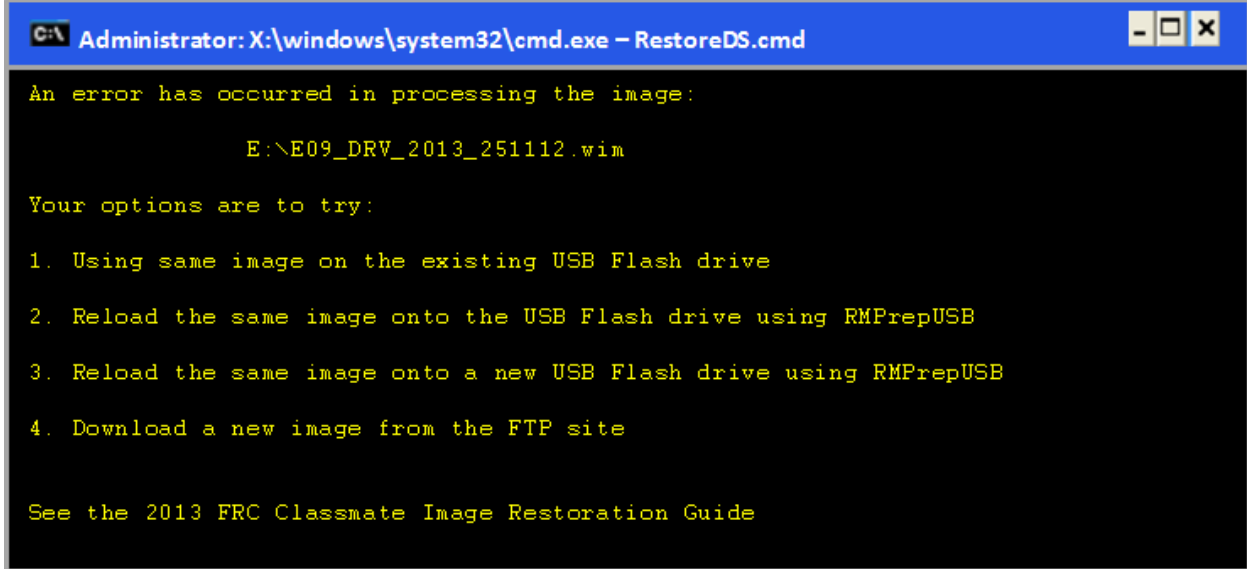 C:\ Administrator: X:\windows\system32\cmd.exe – RestoreDS.cmd
An error has occurred in processing the image:
E:\E09_DRV_2013_251112.wim
Your options are to try:
1. Using same image on the existing USB Flash drive
2. Reload the same image onto the USB Flash drive using RMPrepUSB
3. Reload the same image onto a new USB Flash drive using RMPrepUSB
4. Download a new image from the FTP site
See the 2013 FRC Classmate Image Restoration Guide